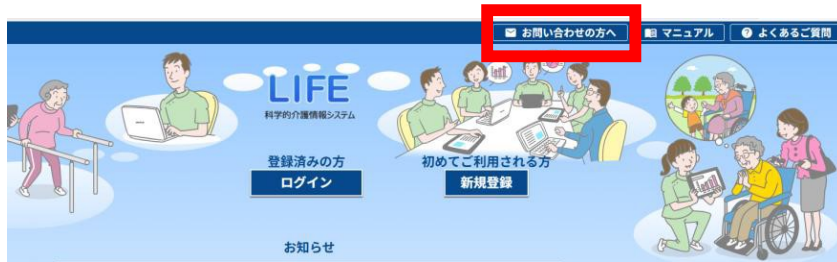 お問い合わせの方へ
マニュアル
よくあるご質問
LIFE
科学的介護情報システム
登録済みの方
初めてご利用される方
ログイン
新規登録
お知らせ